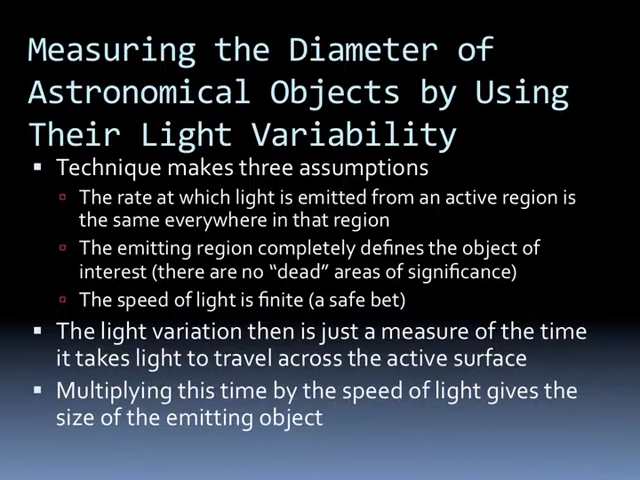 Measuring the Diameter of
Astronomical Objects by Using
Their Light Variability
▪ Technique makes three assumptions
▫ The rate at which light is emitted from an active region is
the same everywhere in that region
▫ The emitting region completely defines the object of
interest (there are no “dead” areas of significance)
▫ The speed of light is finite (a safe bet)
▪ The light variation then is just a measure of the time
it takes light to travel across the active surface
▪ Multiplying this time by the speed of light gives the
size of the emitting object